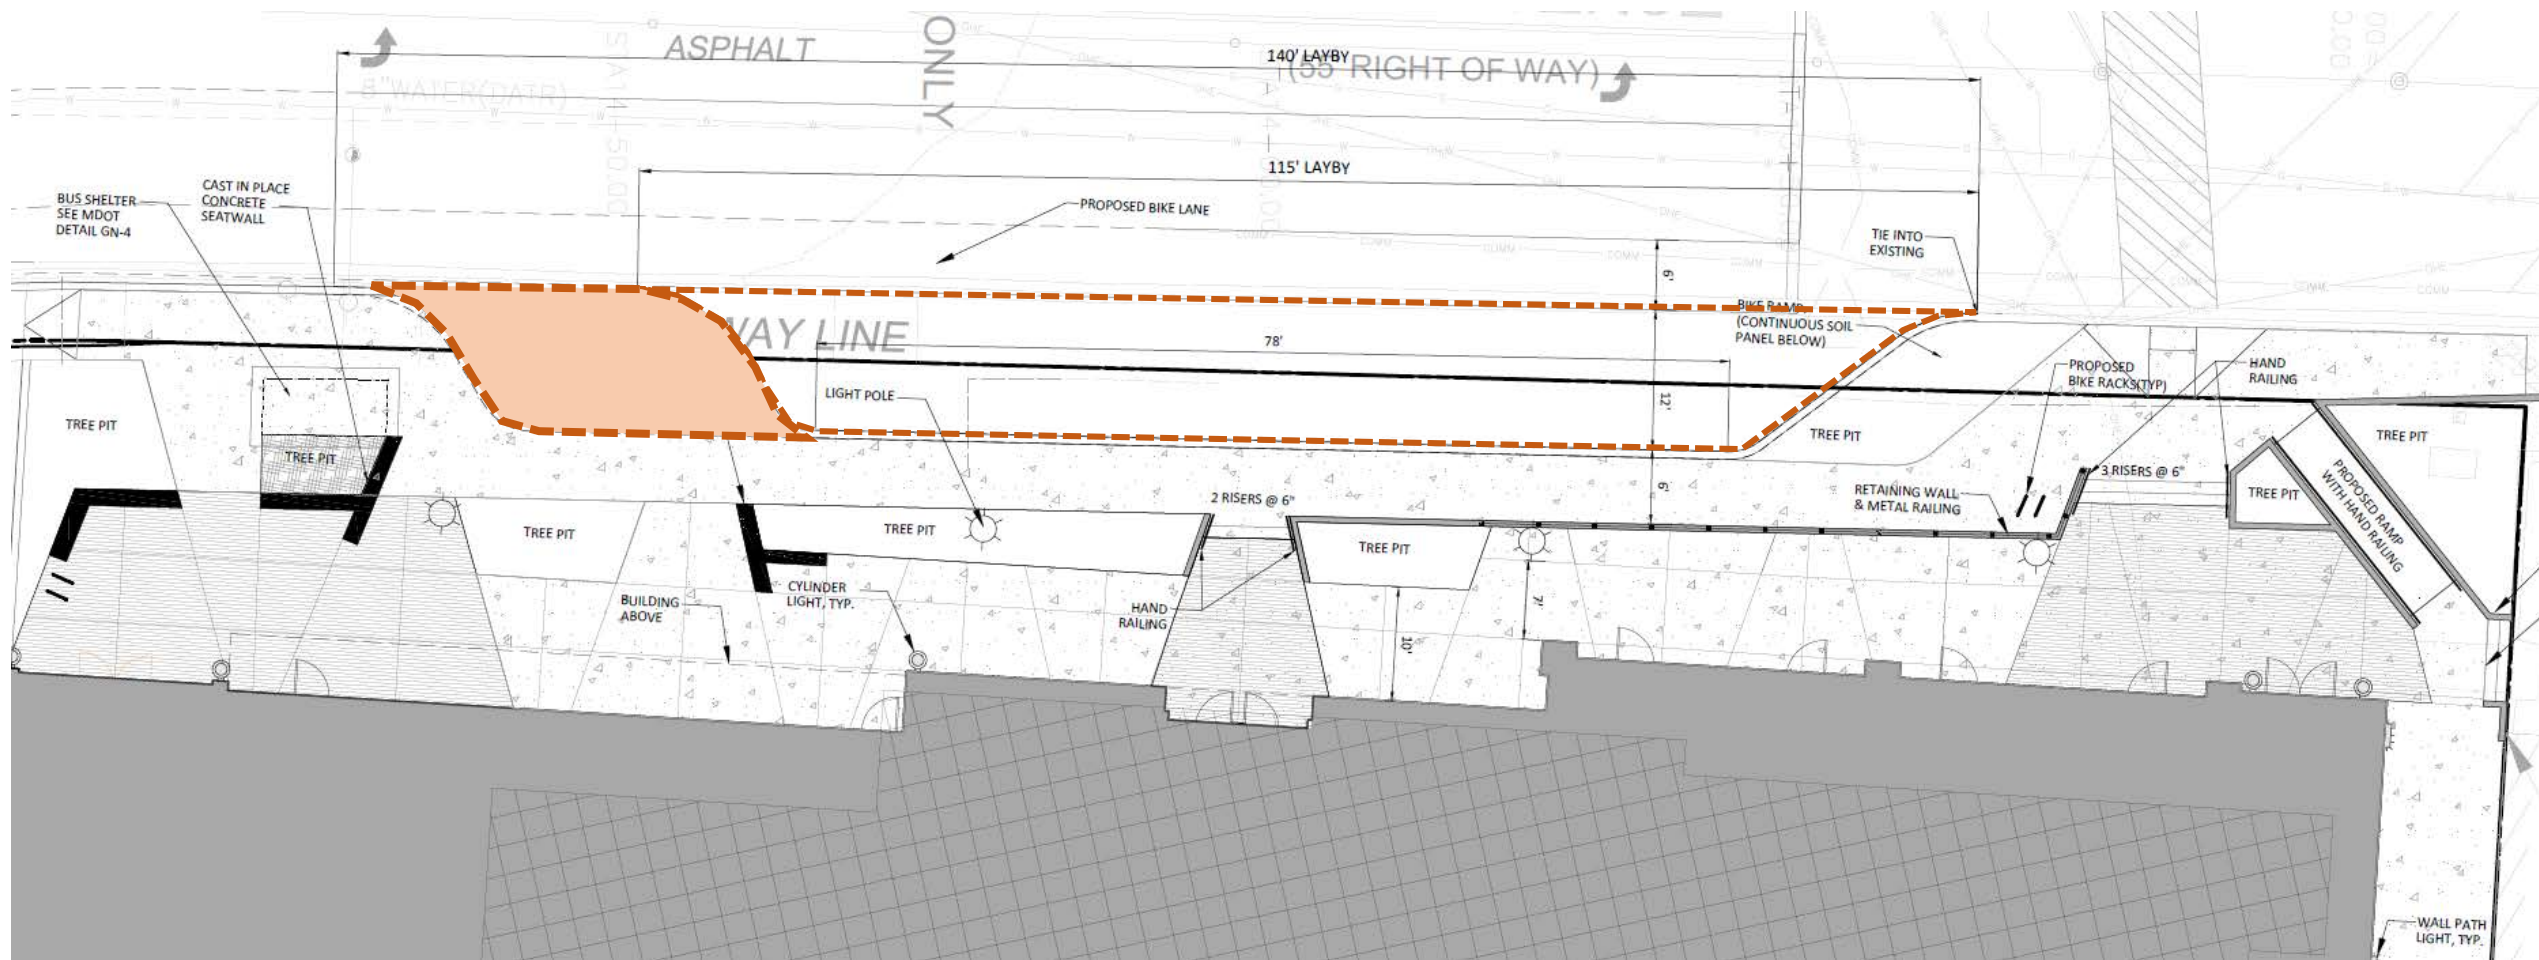 ASPHALT
ONLY
140' LAYBY
(55' RIGHT OF WAY)
8"WATER(DATR)
115' LAYBY
BUS SHELTER
SEE MDOT
DETAIL GN-4
CAST IN PLACE
CONCRETE
SEATWALL
PROPOSED BIKE LANE
TIE INTO
EXISTING
6'
BIKE RAMP
(CONTINUOUS SOIL
PANEL BELOW)
WAY LINE
78'
12'
LIGHT POLE
PROPOSED
BIKE RACKS(TYP)
HAND
RAILING
TREE PIT
TREE PIT
TREE PIT
TREE PIT
3 RISERS @ 6"
TREE PIT
PROPOSED RAMP
WITH HAND RAILING
6'
2 RISERS @ 6"
RETAINING WALL
& METAL RAILING
TREE PIT
TREE PIT
TREE PIT
CYLINDER
LIGHT, TYP.
BUILDING
ABOVE
HAND
RAILING
7'
10'
WALL PATH
LIGHT, TYP.